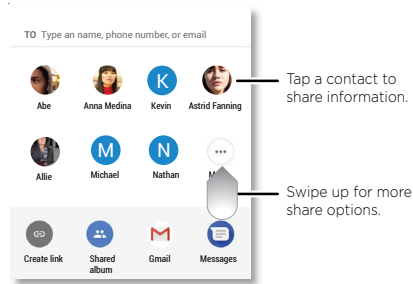 TO Type an name, phone number, or email
K
Abe
Anna Medina
Kevin
Astrid Fanning
Tap a contact to
share information.
M
N
Allie
Michael
Nathan
Swipe up for more
share options.
Create link
Shared
album
Gmail
Messages